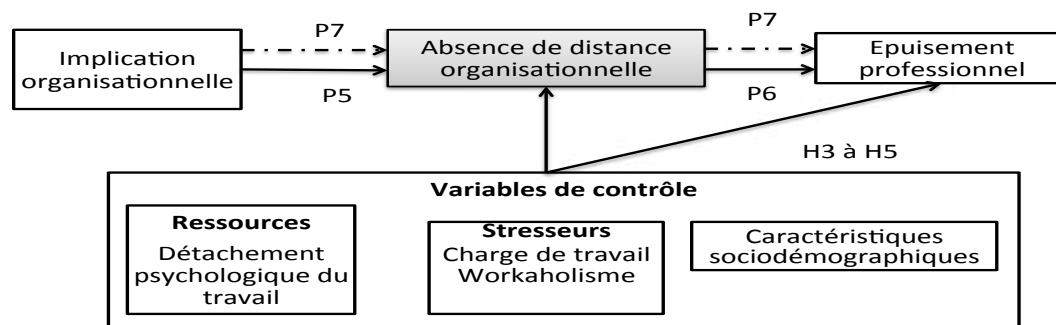 P7
P7
Implication
organisationnelle
Absence de distance
organisationnelle
Epuisement
professionnel
P5
P6
H3 à H5
Variables de contrôle
Ressources
Détachement
psychologique du
travail
Stresseurs
Charge de travail
Workaholisme
Caractéristiques
sociodémographiques